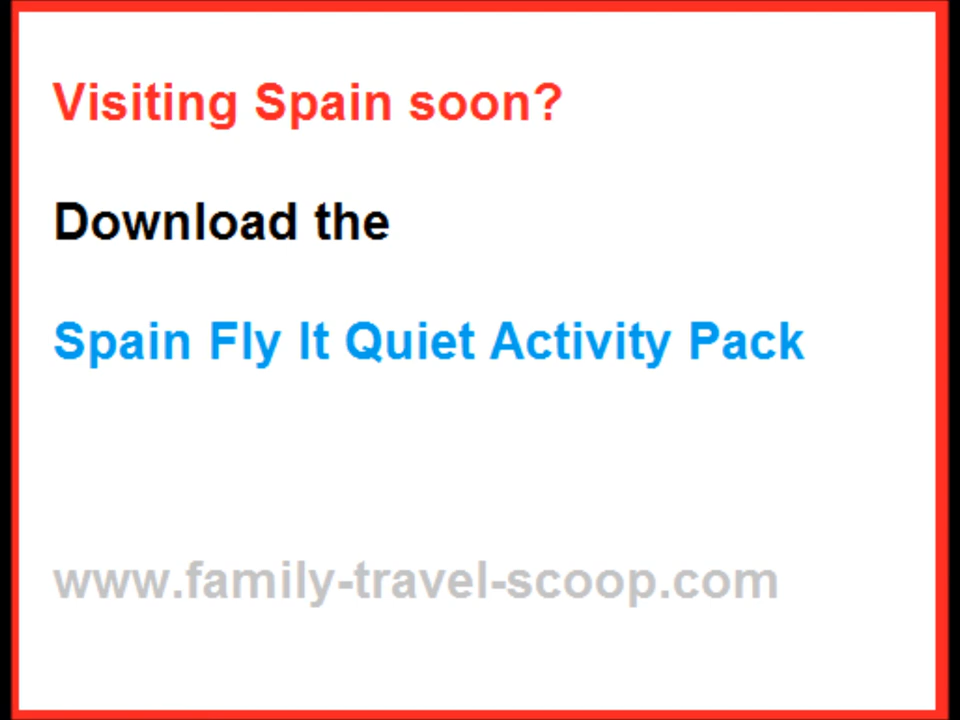 Visiting Spain soon?
Download the
Spain Fly It Quiet Activity Pack
www.family-travel-scoop.com